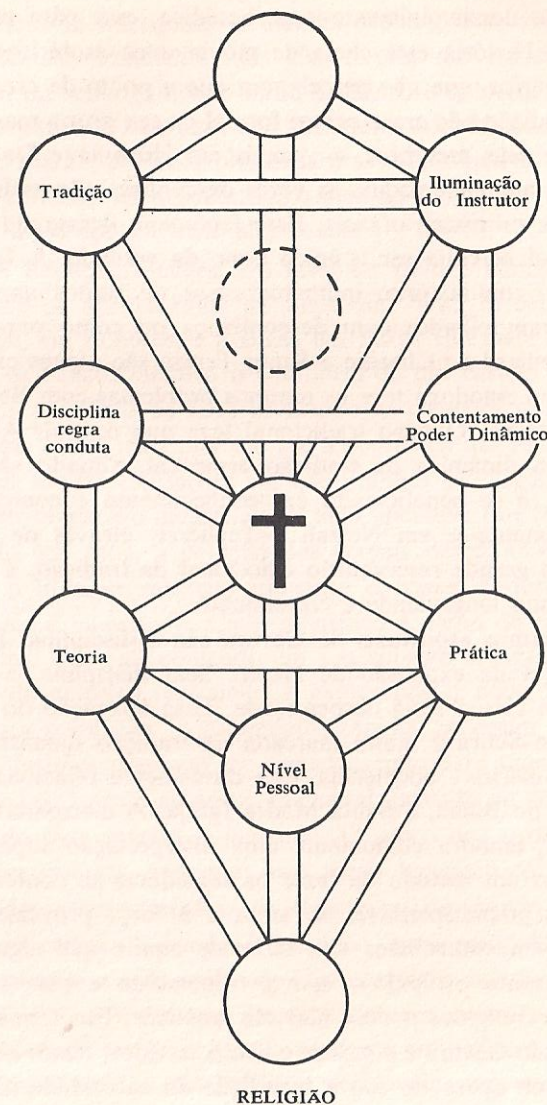 Tradição
Iluminação
do Instrutor
Disciplina
regra
conduta
Contentamento
Poder Dinâmico
Teoria
Prática
Nível
Pessoal
RELIGIÃO